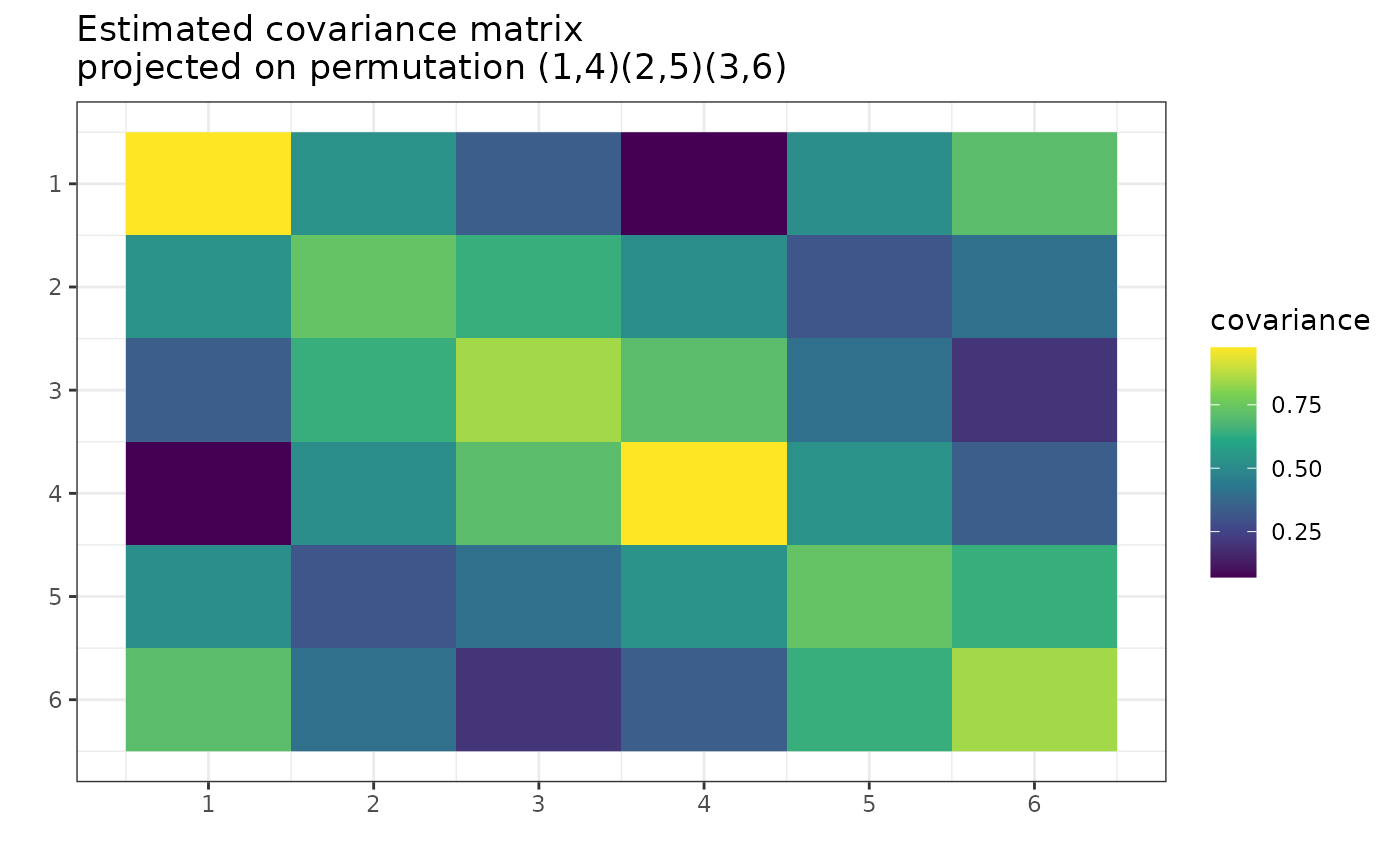 Estimated covariance matrix
projected on permutation (1,4)(2,5)(3,6)
1
2
3
4
5
6
1 2 3 4 5 6
covariance
0.75
0.50
0.25